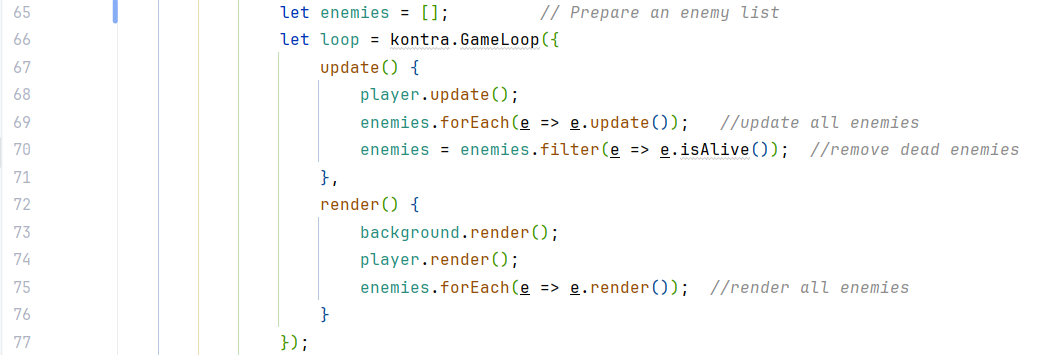 65 let enemies = [];         // Prepare an enemy list
66 let loop = kontra.GameLoop({
67     update() {
68         player.update();
69         enemies.forEach(e => e.update());   //update all enemies
70         enemies = enemies.filter(e => e.isAlive());  //remove dead enemies
71     },
72     render() {
73         background.render();
74         player.render();
75         enemies.forEach(e => e.render());  //render all enemies
76     }
77 });